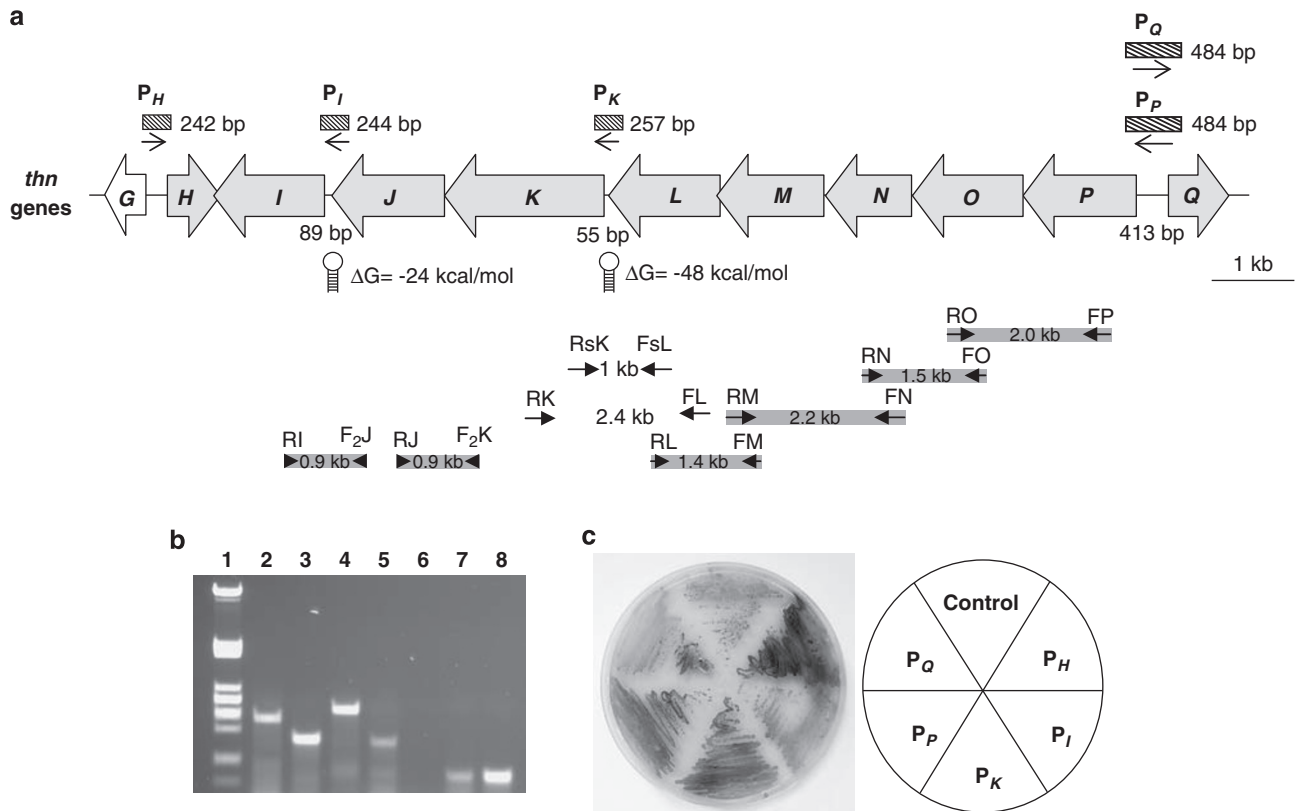 a
P_Q
484 bp
P_H P_I P_K P_P
242 bp 244 bp 257 bp 484 bp
thn genes
G H I J K L M N O P Q
89 bp 55 bp 413 bp
ΔG= -24 kcal/mol ΔG= -48 kcal/mol
1 kb
RO FP
2.0 kb
RsK FsL RN FO
1 kb 1.5 kb
RK FL RM FN
2.4 kb 2.2 kb
RI F₂J RJ F₂K RL FM
0.9 kb 0.9 kb 1.4 kb
b
1 2 3 4 5 6 7 8
c
Control
P_Q P_H
P_P P_I
P_K